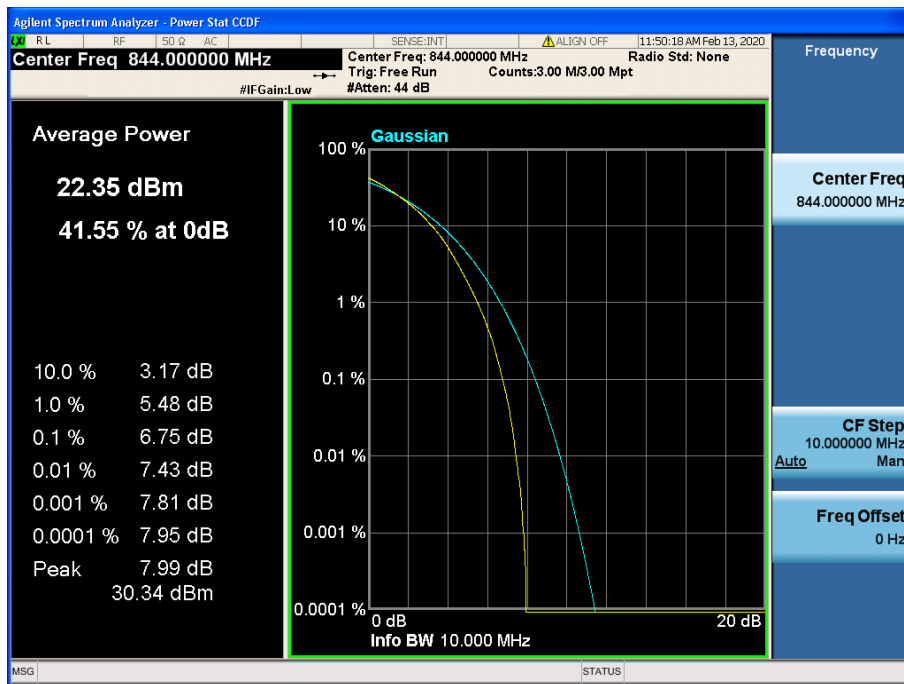 Agilent Spectrum Analyzer - Power Stat CCDF
LXI RL RF 50 Ω AC SENSE:INT ALIGN OFF 11:50:18 AM Feb 13, 2020
Center Freq 844.000000 MHz
Center Freq: 844.000000 MHz Radio Std: None
Trig: Free Run Counts:3.00 M/3.00 Mpt
#IFGain:Low #Atten: 44 dB
Frequency
Average Power
22.35 dBm
41.55 % at 0dB
10.0 % 3.17 dB
1.0 % 5.48 dB
0.1 % 6.75 dB
0.01 % 7.43 dB
0.001 % 7.81 dB
0.0001 % 7.95 dB
Peak 7.99 dB
30.34 dBm
Gaussian
100 %
10 %
1 %
0.1 %
0.01 %
0.001 %
0.0001 %
0 dB 20 dB
Info BW 10.000 MHz
Center Freq
844.000000 MHz
CF Step
10.000000 MHz
Auto Man
Freq Offset
0 Hz
MSG STATUS